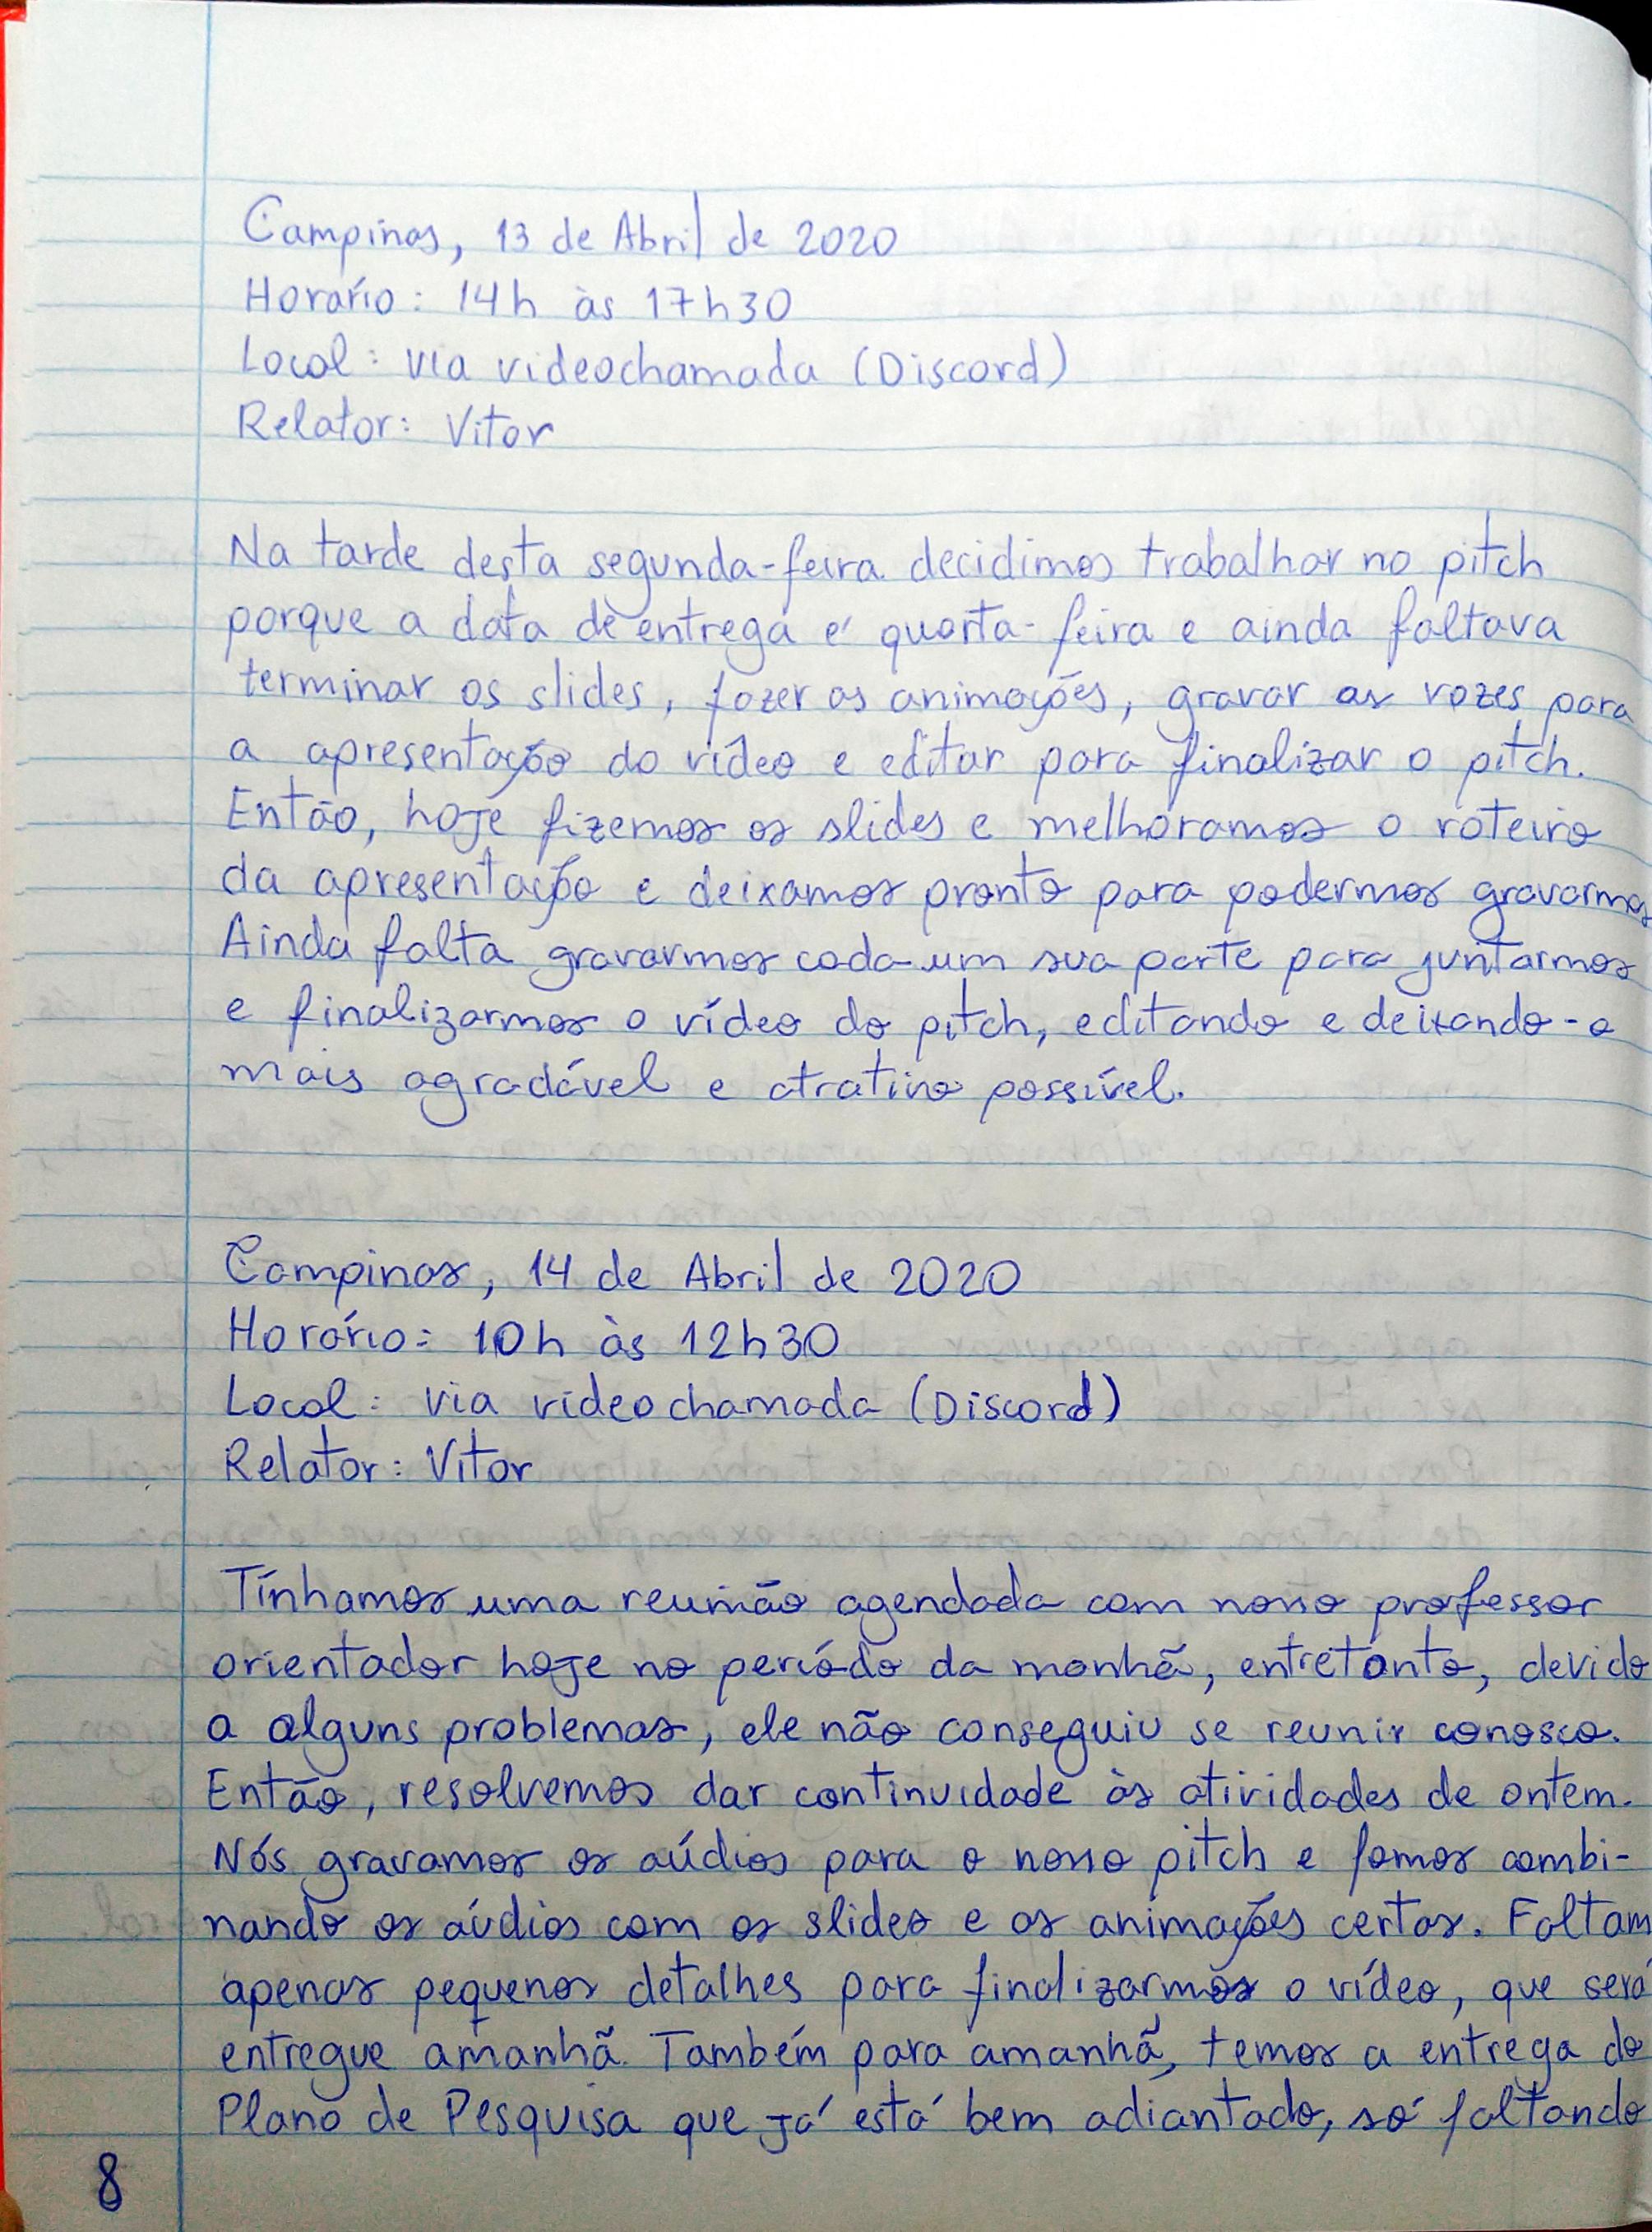 Campinas, 13 de Abril de 2020
Horário: 14h às 17h30
Local: via videochamada (Discord)
Relator: Vitor
Na tarde desta segunda-feira decidimos trabalhar no pitch
porque a data de entrega é quarta-feira e ainda faltava
terminar os slides, fazer as animações, gravar as vozes para
a apresentação do vídeo e editar para finalizar o pitch.
Então, hoje fizemos os slides e melhoramos o roteiro
da apresentação e deixamos pronto para podermos gravarmos
Ainda falta gravarmos cada um sua parte para juntarmos
e finalizarmos o vídeo do pitch, editando e deixando-o
mais agradável e atrativo possível.
Campinas, 14 de Abril de 2020
Horário: 10h às 12h30
Local: via videochamada (Discord)
Relator: Vitor
Tínhamos uma reunião agendada com nosso professor
orientador hoje no período da manhã, entretanto, devido
a alguns problemas, ele não conseguiu se reunir conosco.
Então, resolvemos dar continuidade às atividades de ontem.
Nós gravamos os aúdios para o nosso pitch e fomos combi-
nando os aúdios com os slides e as animações certas. Faltam
apenas pequenos detalhes para finalizarmos o vídeo, que será
entregue amanhã. Também para amanhã, temos a entrega do
Plano de Pesquisa que já está bem adiantado, só faltando
8